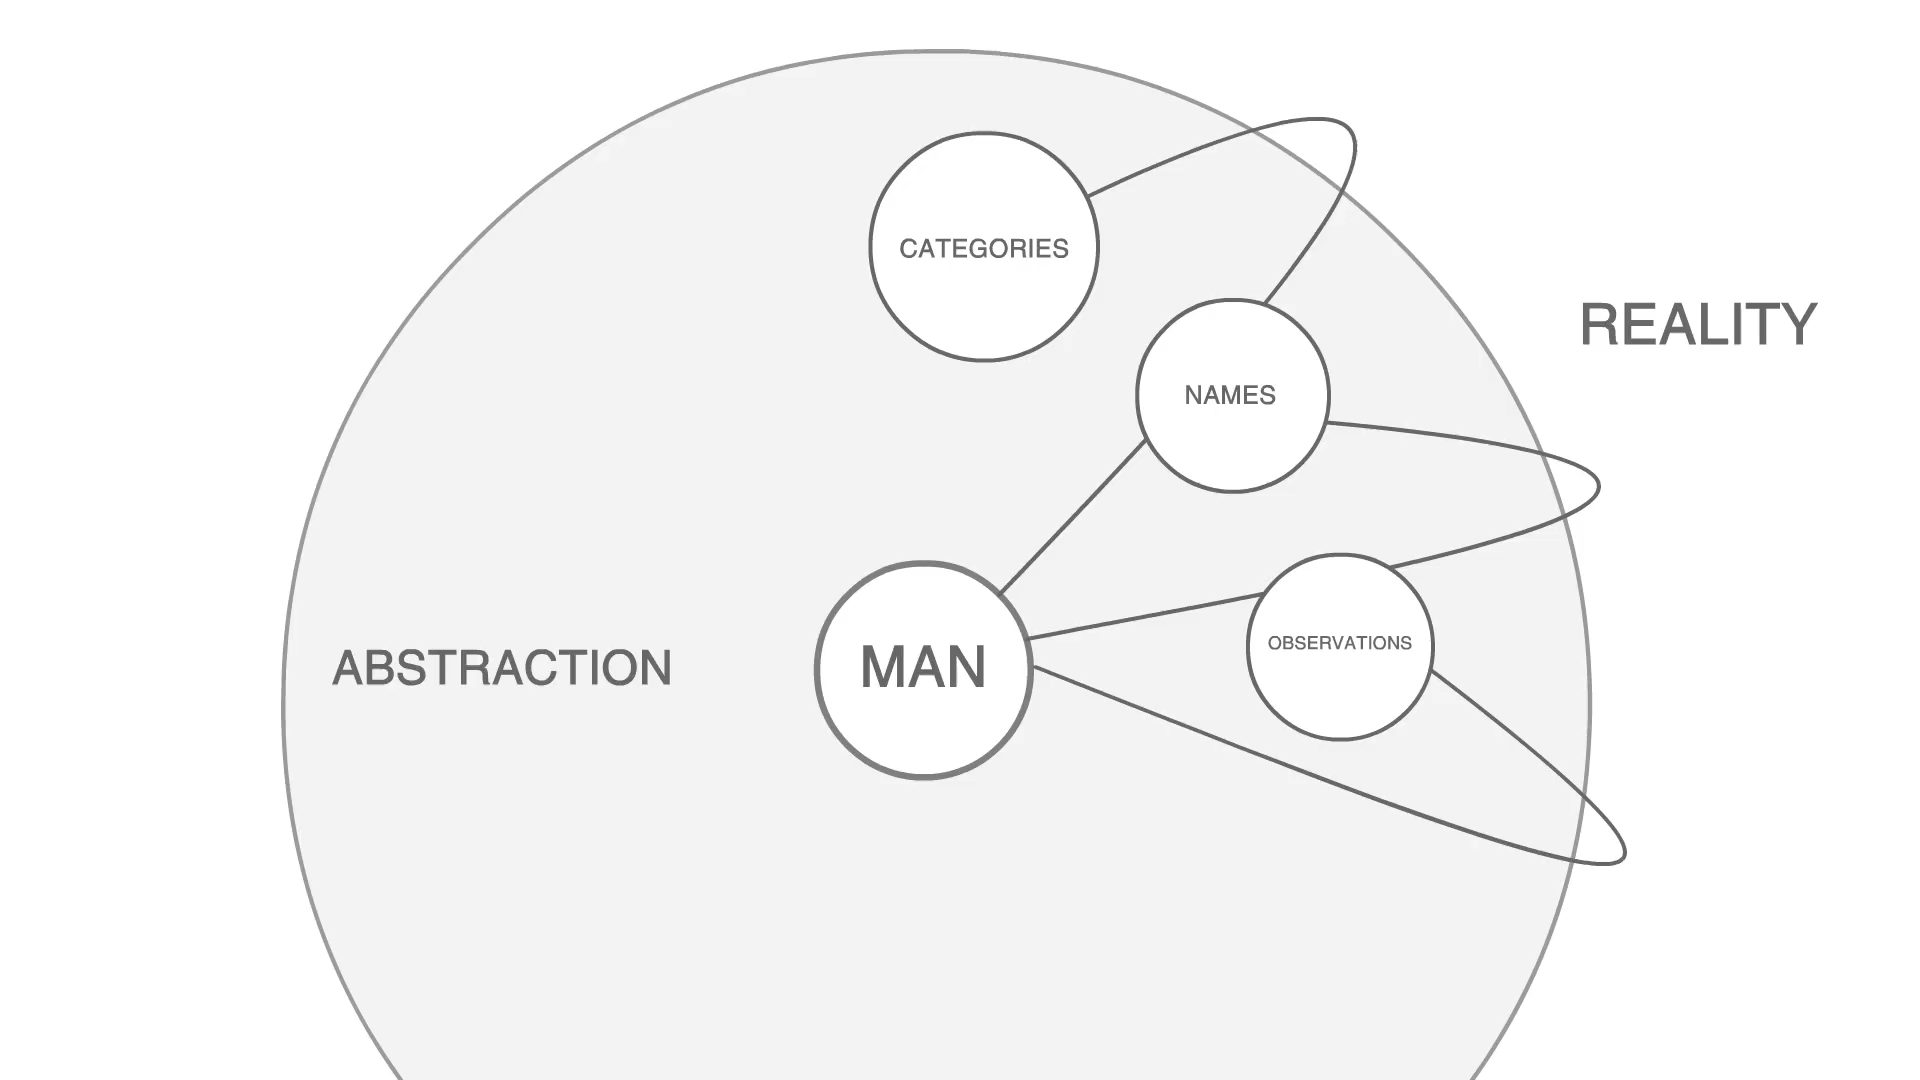 CATEGORIES
REALITY
NAMES
OBSERVATIONS
ABSTRACTION
MAN